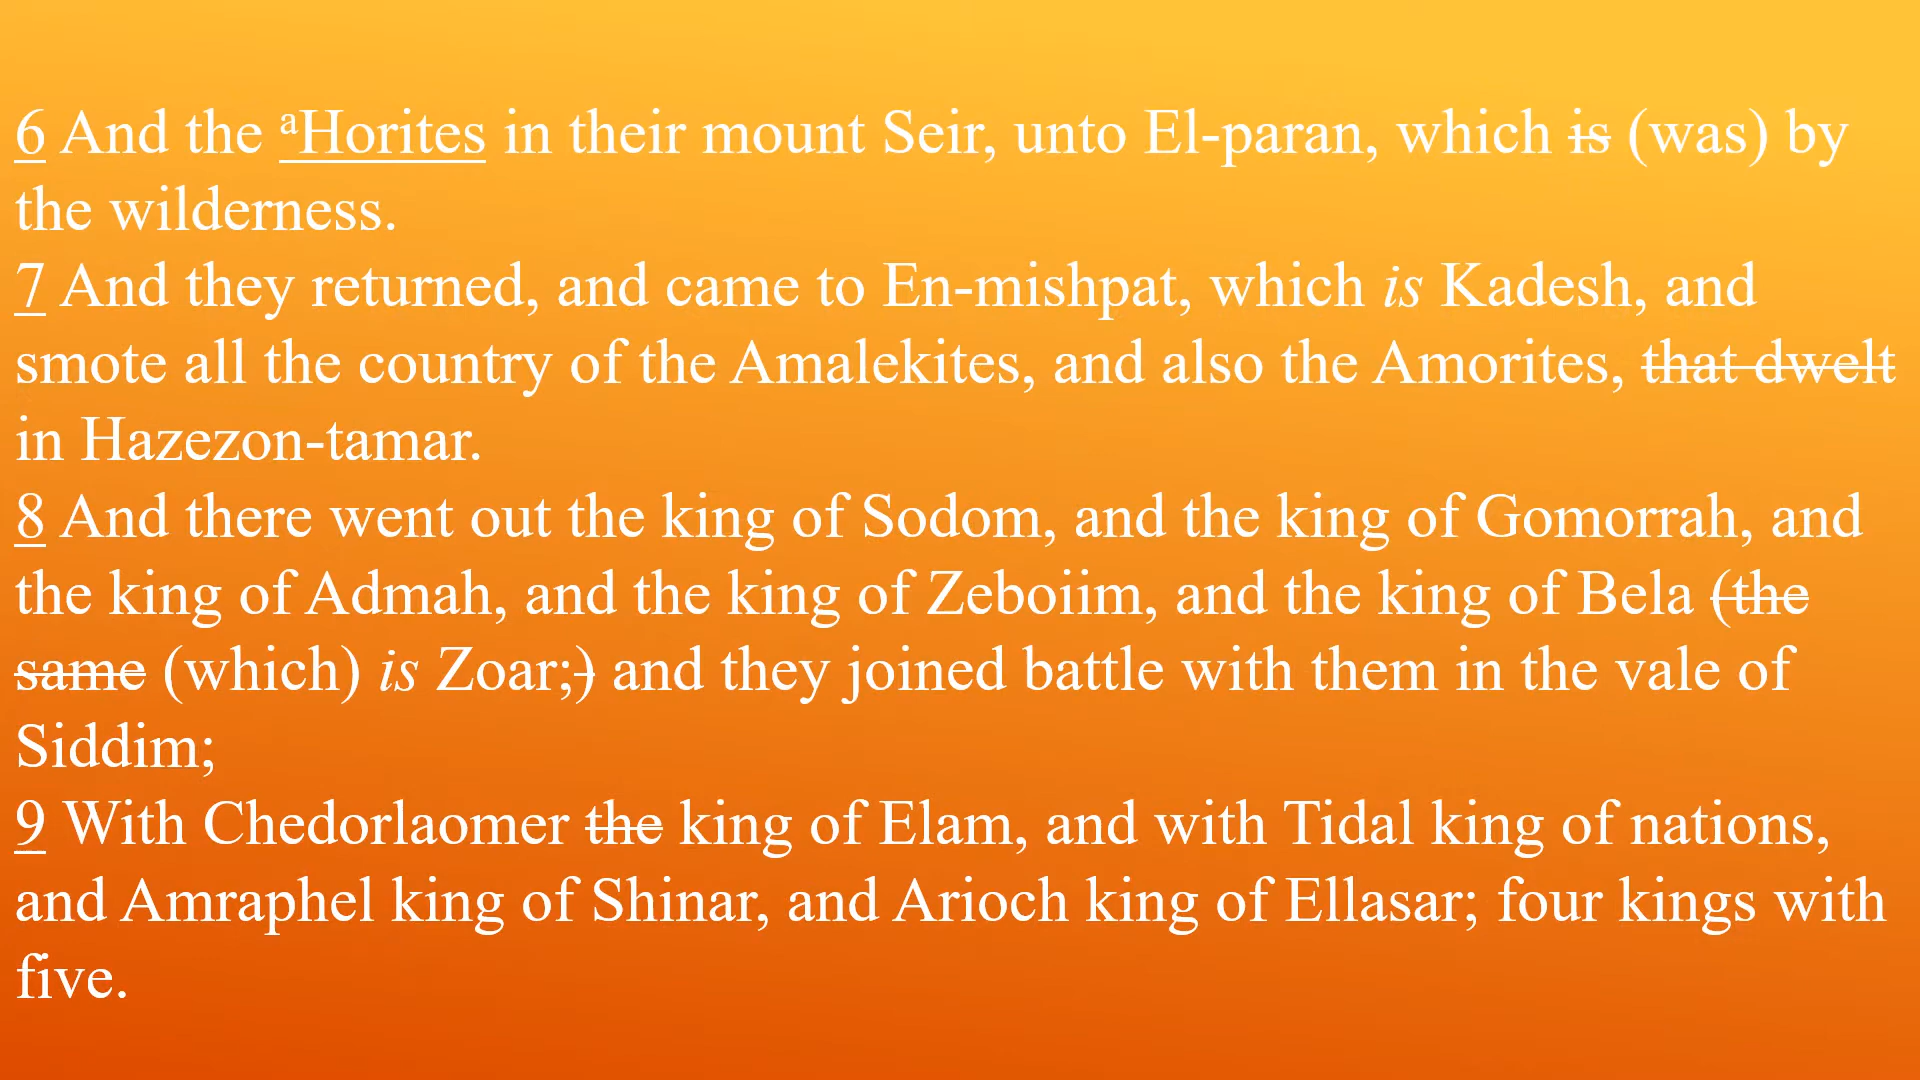 6 And the aHorites in their mount Seir, unto El-paran, which is (was) by
the wilderness.
7 And they returned, and came to En-mishpat, which is Kadesh, and
smote all the country of the Amalekites, and also the Amorites, that dwelt
in Hazezon-tamar.
8 And there went out the king of Sodom, and the king of Gomorrah, and
the king of Admah, and the king of Zeboiim, and the king of Bela (the
same (which) is Zoar;) and they joined battle with them in the vale of
Siddim;
9 With Chedorlaomer the king of Elam, and with Tidal king of nations,
and Amraphel king of Shinar, and Arioch king of Ellasar; four kings with
five.